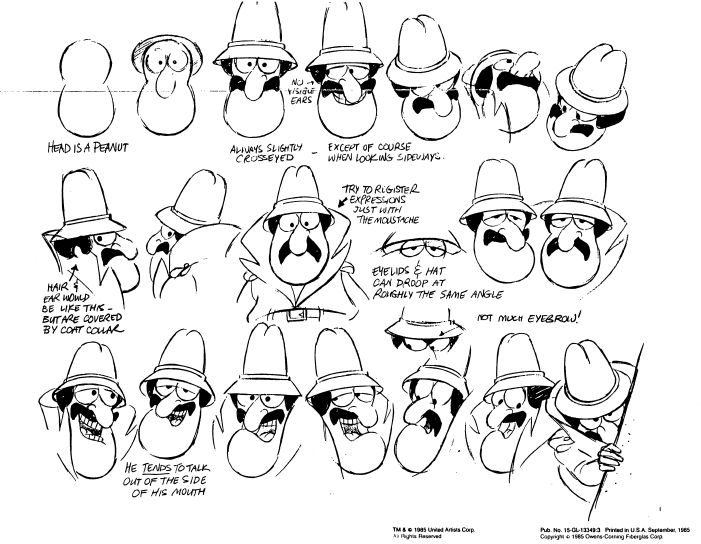 HEAD IS A PEANUT
NO
VISIBLE
EARS
ALWAYS SLIGHTLY
CROSSEYED –
EXCEPT OF COURSE
WHEN LOOKING SIDEWAYS.
HAIR &
EAR WOULD
BE LIKE THIS –
BUT ARE COVERED
BY COAT COLLAR
TRY TO RIGISTER
EXPRESSIONS
JUST WITH
THE MOUSTACHE
EYELIDS & HAT
CAN DROOP AT
ROUGHLY THE SAME ANGLE
NOT MUCH EYEBROW!
HE TENDS TO TALK
OUT OF THE SIDE
OF HIS MOUTH
TM & © 1985 United Artists Corp.
All Rights Reserved
Pub. No. 15-GL-13349:3 Printed in U.S.A. September, 1985
Copyright © 1985 Owens-Corning Fiberglas Corp.